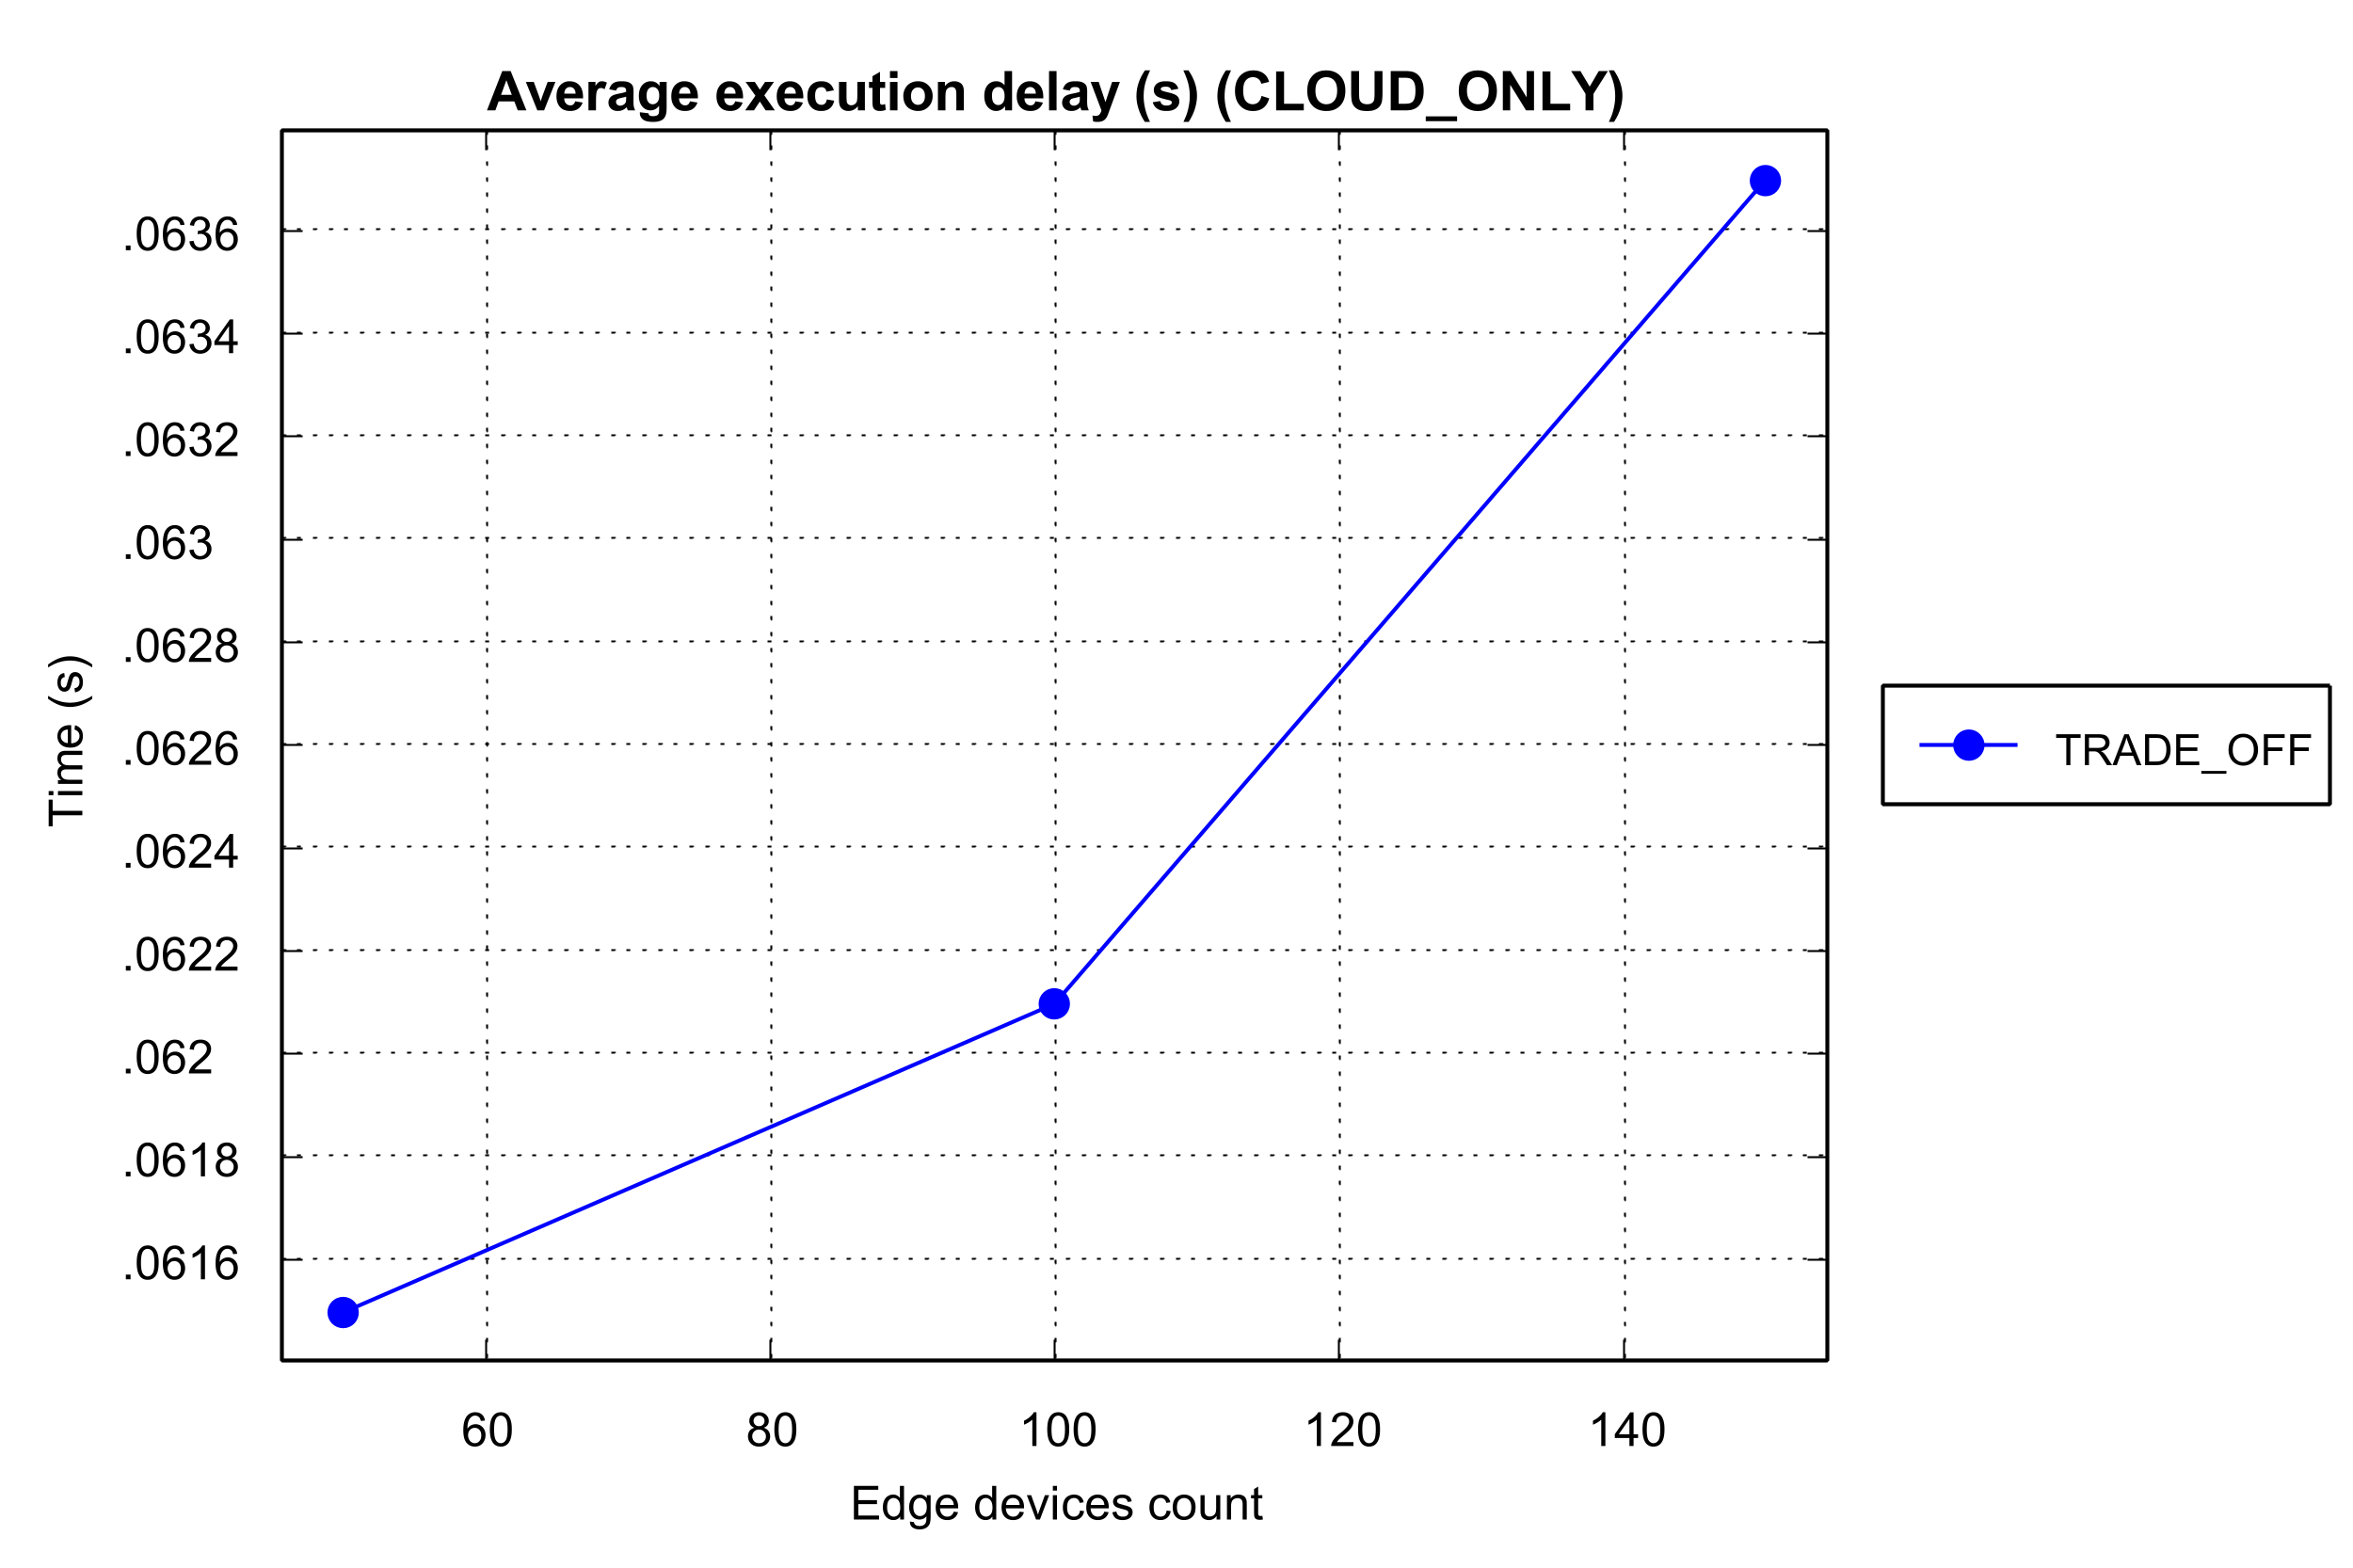 Average execution delay (s) (CLOUD_ONLY)
.0636
.0634
.0632
.063
.0628
.0626
.0624
.0622
.062
.0618
.0616
Time (s)
TRADE_OFF
60 80 100 120 140
Edge devices count